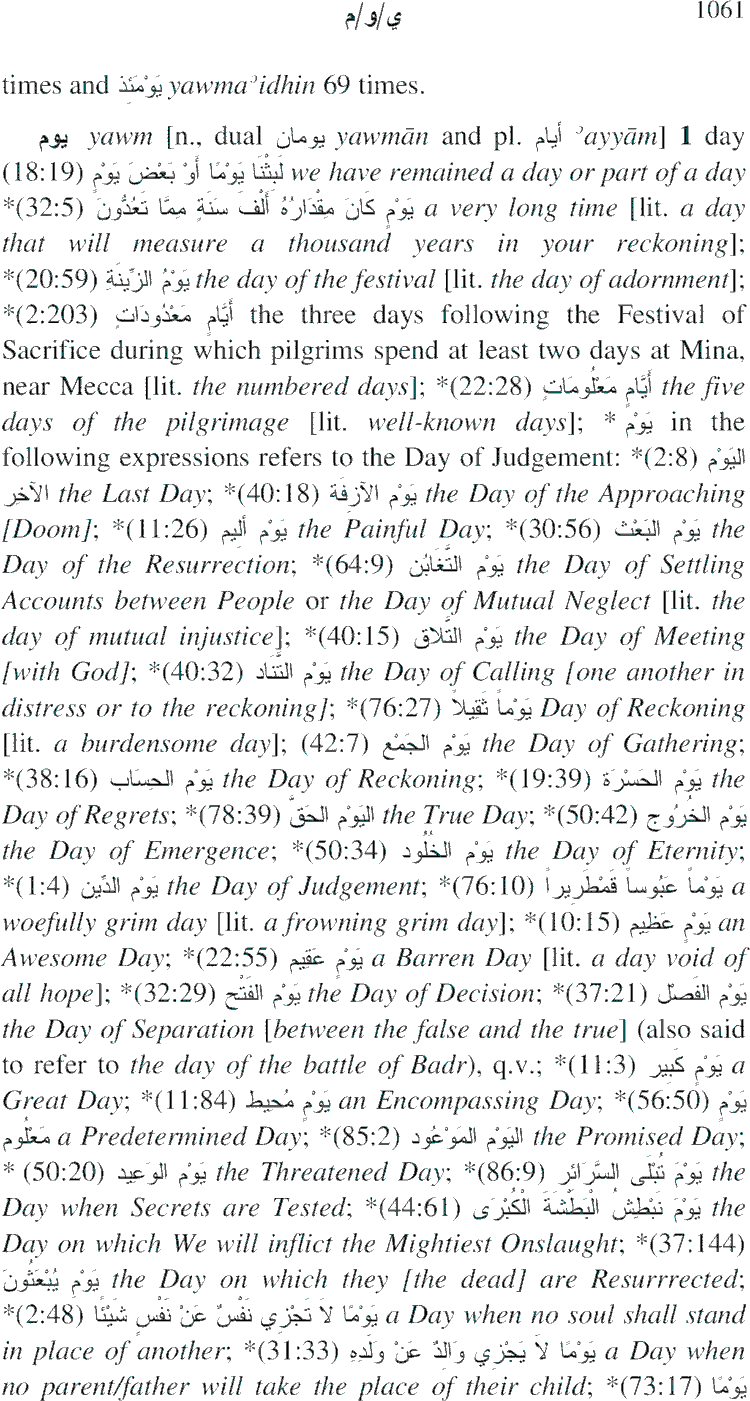 ي/و/م 1061
times and يَوْمَئِذٍ yawmaʾidhin 69 times.
يوم yawm [n., dual يومان yawmān and pl. أيام ʾayyām] 1 day
(18:19) لَبِثْنَا يَوْمًا أَوْ بَعْضَ يَوْمٍ we have remained a day or part of a day
*(32:5) يَوْمٍ كَانَ مِقْدَارُهُ أَلْفَ سَنَةٍ مِمَّا تَعُدُّونَ a very long time [lit. a day
that will measure a thousand years in your reckoning];
*(20:59) يَوْمُ الزِّينَةِ the day of the festival [lit. the day of adornment];
*(2:203) أَيَّامٍ مَعْدُودَاتٍ the three days following the Festival of
Sacrifice during which pilgrims spend at least two days at Mina,
near Mecca [lit. the numbered days]; *(22:28) أَيَّامٍ مَعْلُومَاتٍ the five
days of the pilgrimage [lit. well-known days]; * يَوْم in the
following expressions refers to the Day of Judgement: *(2:8) اليَوْم
الآخر the Last Day; *(40:18) يَوْم الآزِفَة the Day of the Approaching
[Doom]; *(11:26) يَوْم أليم the Painful Day; *(30:56) يَوْم البَعْث the
Day of the Resurrection; *(64:9) يَوْم التَّغَابُن the Day of Settling
Accounts between People or the Day of Mutual Neglect [lit. the
day of mutual injustice]; *(40:15) يَوْم التَّلاق the Day of Meeting
[with God]; *(40:32) يَوْم التَّنَاد the Day of Calling [one another in
distress or to the reckoning]; *(76:27) يَوْماً ثَقِيلاً Day of Reckoning
[lit. a burdensome day]; (42:7) يَوْم الجَمْع the Day of Gathering;
*(38:16) يَوْم الحسَاب the Day of Reckoning; *(19:39) يَوْم الحَسْرَة the
Day of Regrets; *(78:39) اليَوْم الحَقّ the True Day; *(50:42) يَوْم الخُرُوج
the Day of Emergence; *(50:34) يَوْم الخُلُود the Day of Eternity;
*(1:4) يَوْم الدِّين the Day of Judgement; *(76:10) يَوْماً عَبُوساً قَمْطَرِيراً a
woefully grim day [lit. a frowning grim day]; *(10:15) يَوْمٍ عَظِيم an
Awesome Day; *(22:55) يَوْمٍ عَقِيم a Barren Day [lit. a day void of
all hope]; *(32:29) يَوْم الفَتْح the Day of Decision; *(37:21) يَوْم الفَصْل
the Day of Separation [between the false and the true] (also said
to refer to the day of the battle of Badr), q.v.; *(11:3) يَوْمٍ كَبِير a
Great Day; *(11:84) يَوْمٍ مُحيط an Encompassing Day; *(56:50) يَوْمٍ
مَعْلُوم a Predetermined Day; *(85:2) اليَوْم المَوْعُود the Promised Day;
* (50:20) يَوْم الوَعيد the Threatened Day; *(86:9) يَوْمَ تُبْلَى السَّرَائر the
Day when Secrets are Tested; *(44:61) يَوْمَ نَبْطِشُ الْبَطْشَةَ الْكُبْرَى the
Day on which We will inflict the Mightiest Onslaught; *(37:144)
يَوْمِ يُبْعَثُونَ the Day on which they [the dead] are Resurrrected;
*(2:48) يَوْمًا لاَ تَجْزِي نَفْسٌ عَنْ نَفْسٍ شَيْئًا a Day when no soul shall stand
in place of another; *(31:33) يَوْمًا لاَ يَجْزِي وَالِدٌ عَنْ وَلَدِهِ a Day when
no parent/father will take the place of their child; *(73:17) يَوْمًا